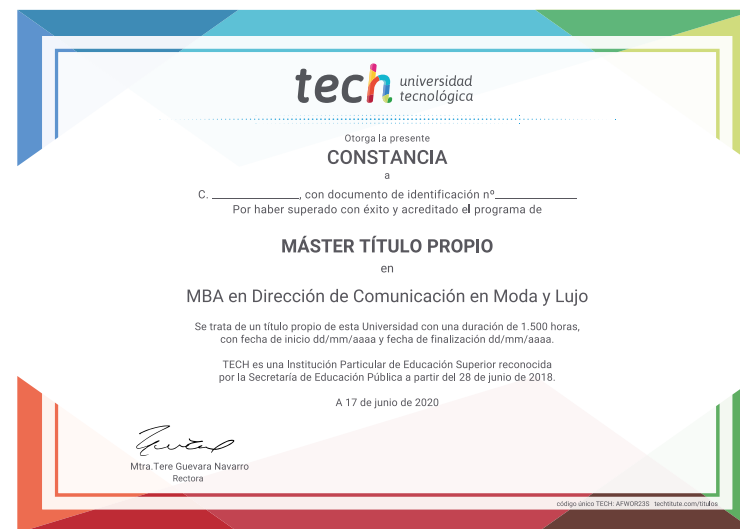 tech universidad
tecnológica
Otorga la presente
CONSTANCIA
a
C. ________________, con documento de identificación nº______________
Por haber superado con éxito y acreditado el programa de
MÁSTER TÍTULO PROPIO
en
MBA en Dirección de Comunicación en Moda y Lujo
Se trata de un título propio de esta Universidad con una duración de 1.500 horas,
con fecha de inicio dd/mm/aaaa y fecha de finalización dd/mm/aaaa.
TECH es una Institución Particular de Educación Superior reconocida
por la Secretaría de Educación Pública a partir del 28 de junio de 2018.
A 17 de junio de 2020
Mtra.Tere Guevara Navarro
Rectora
código único TECH: AFWOR23S techtitute.com/titulos